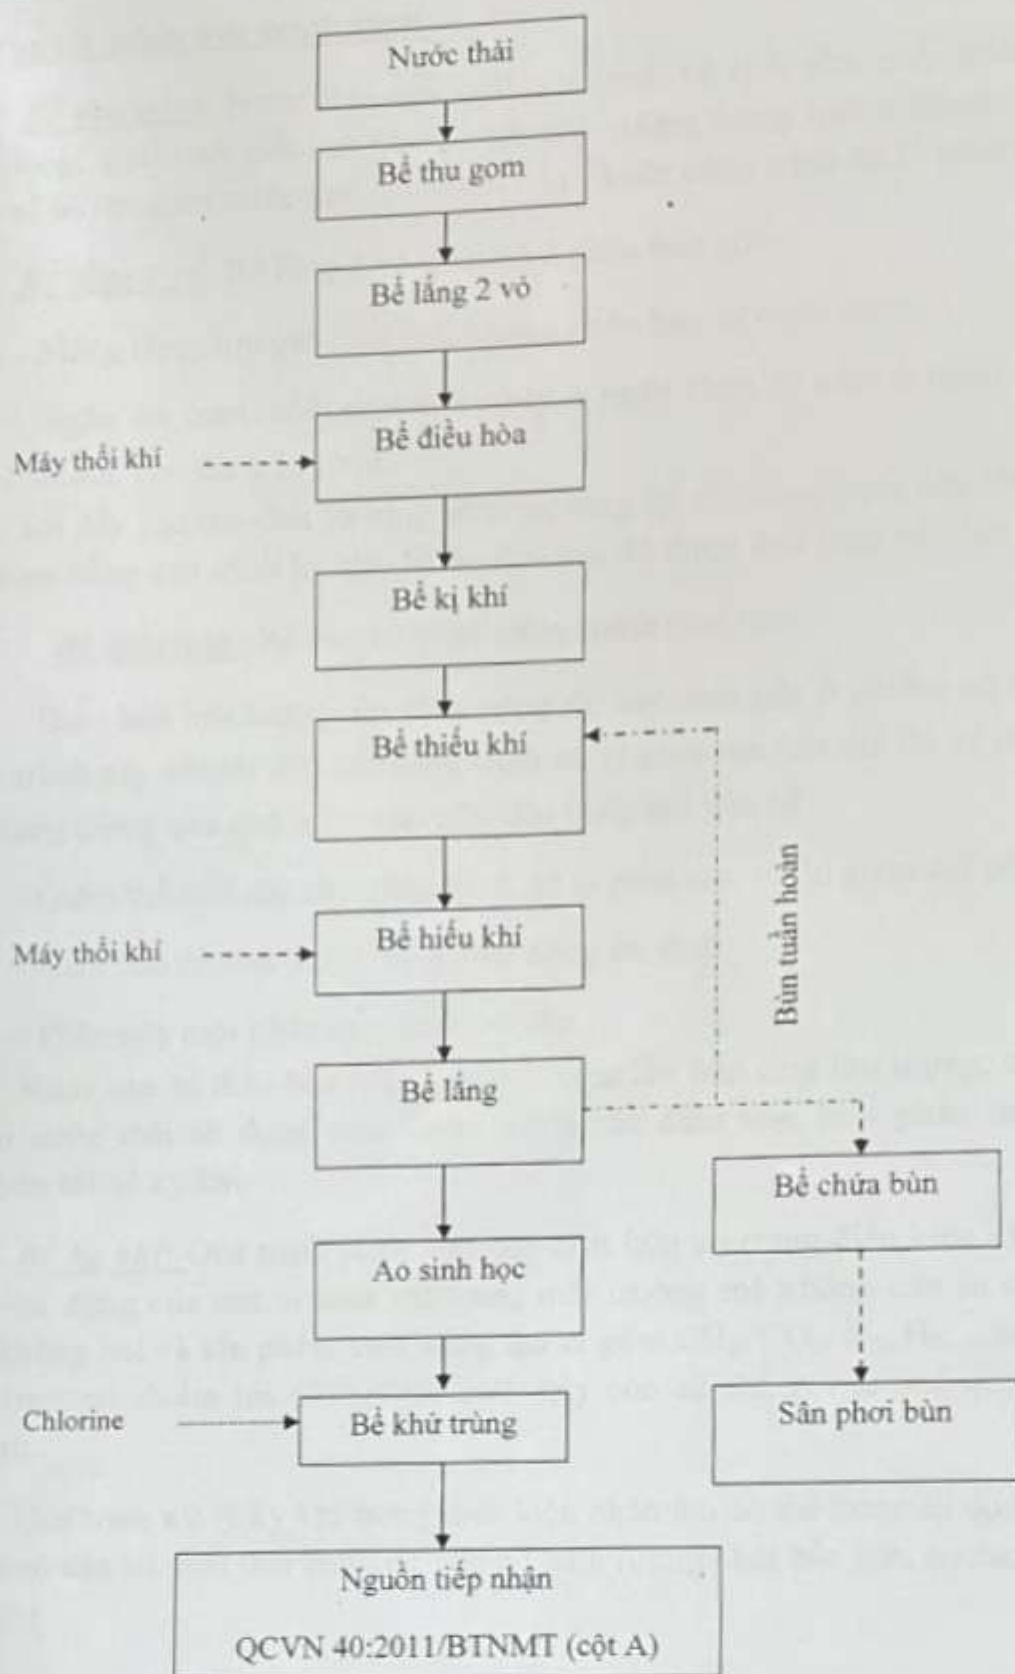 Nước thải
Bể thu gom
Bể lắng 2 vỏ
Máy thổi khí
Bể điều hòa
Bể kị khí
Bể thiếu khí
Bùn tuần hoàn
Máy thổi khí
Bể hiếu khí
Bể lắng
Bể chứa bùn
Ao sinh học
Sân phơi bùn
Chlorine
Bể khử trùng
Nguồn tiếp nhận
QCVN 40:2011/BTNMT (cột A)